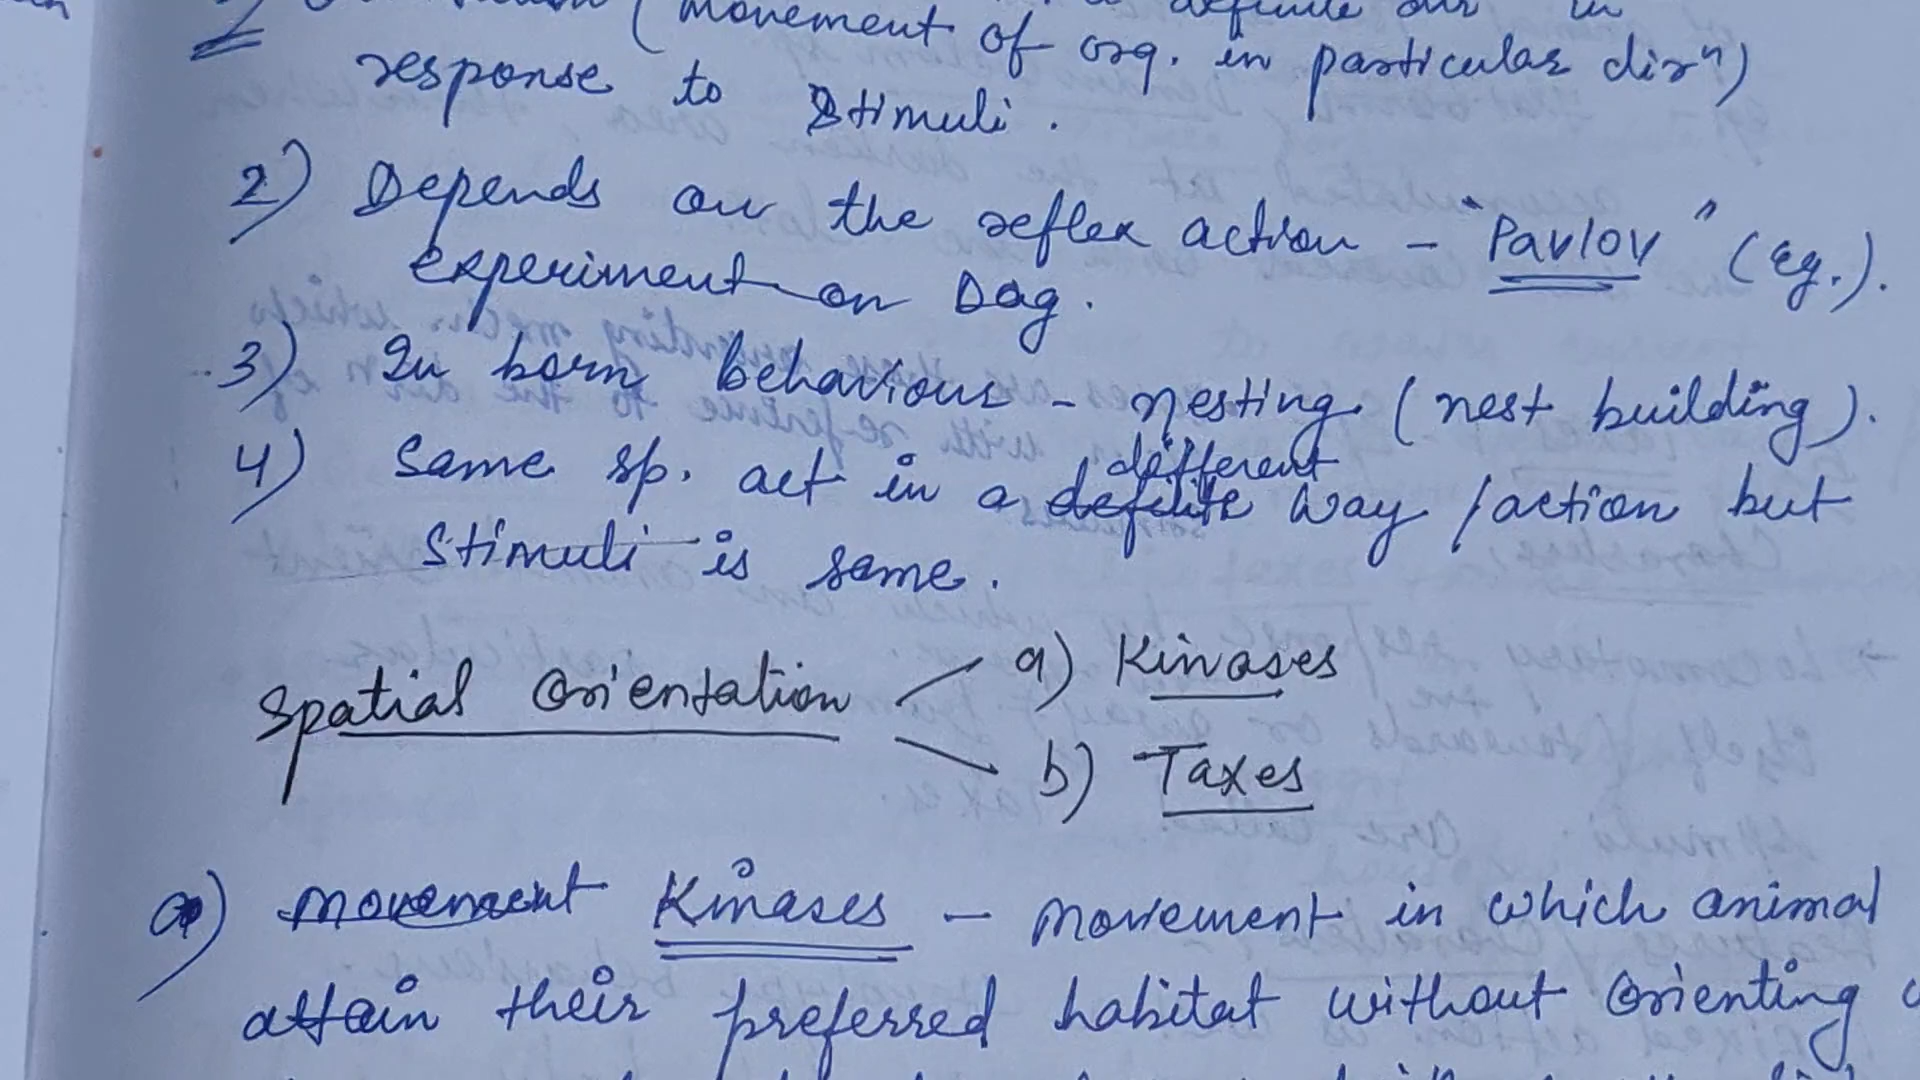 (movement of org. in particular dirⁿ)
response to stimuli.
2) Depends on the reflex action - "Pavlov" (eg.).
experiment on Dog.
3) In born behaviour - nesting (nest building).
4) Same sp. act in a different way / action but
stimuli is same.
Spatial Orientation
a) Kinases
b) Taxes
a) movement Kinases - movement in which animal
attain their preferred habitat without orienting